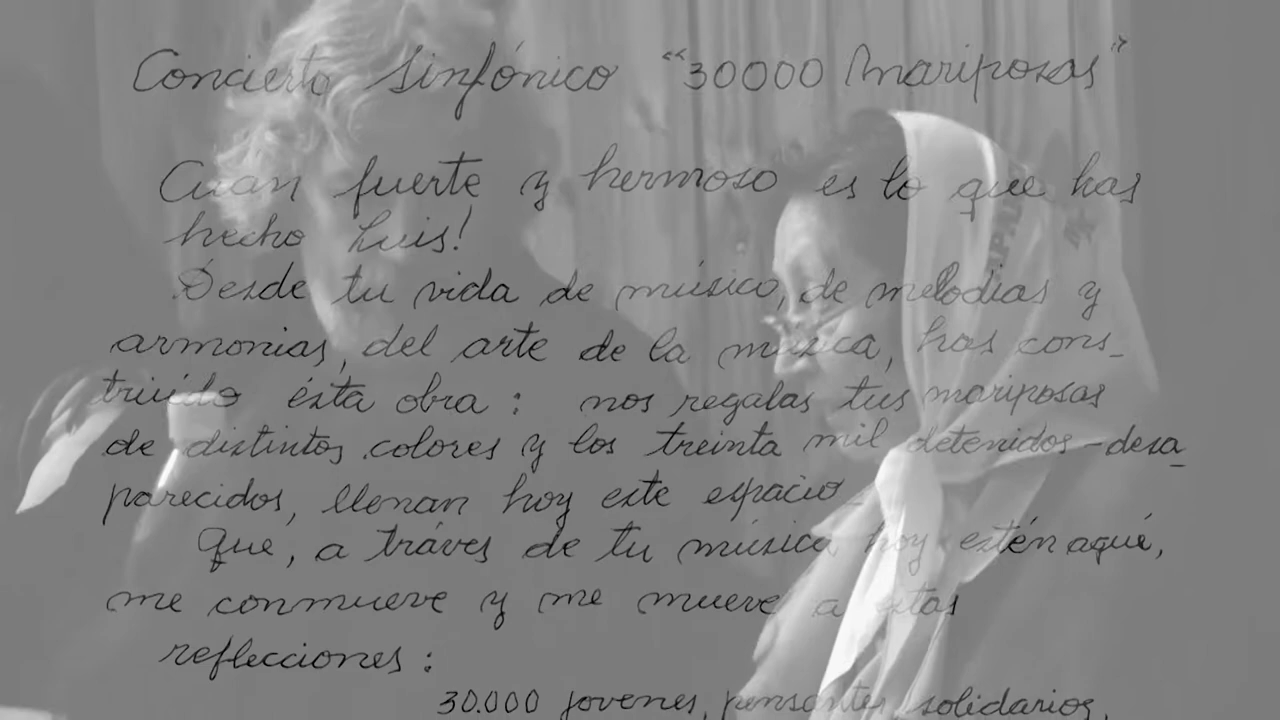 Concierto Sinfónico "30000 Mariposas"
Cuan fuerte y hermoso es lo que has
hecho Luis!
Desde tu vida de músico, de melodias y
armonias, del arte de la música, has cons_
truído ésta obra : nos regalas tus mariposas
de distintos colores y los treinta mil detenidos-desa_
parecidos, llenan hoy este espacio
Que, a tráves de tu música hoy estén aquí,
me conmueve y me mueve a estas
reflecciones :
30.000 jovenes, pensantes, solidarios,